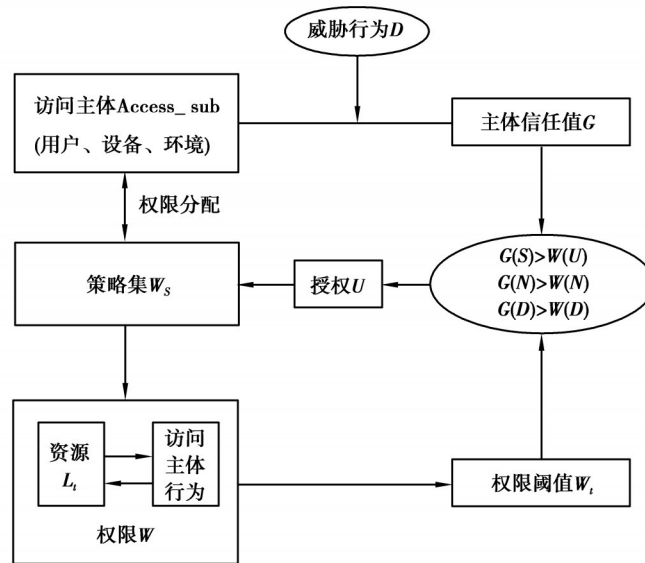 威胁行为D
访问主体Access_ sub
(用户、设备、环境)
主体信任值G
权限分配
策略集W_S
授权U
G(S)>W(U)
G(N)>W(N)
G(D)>W(D)
资源
L_t
访问
主体
行为
权限W
权限阈值W_t